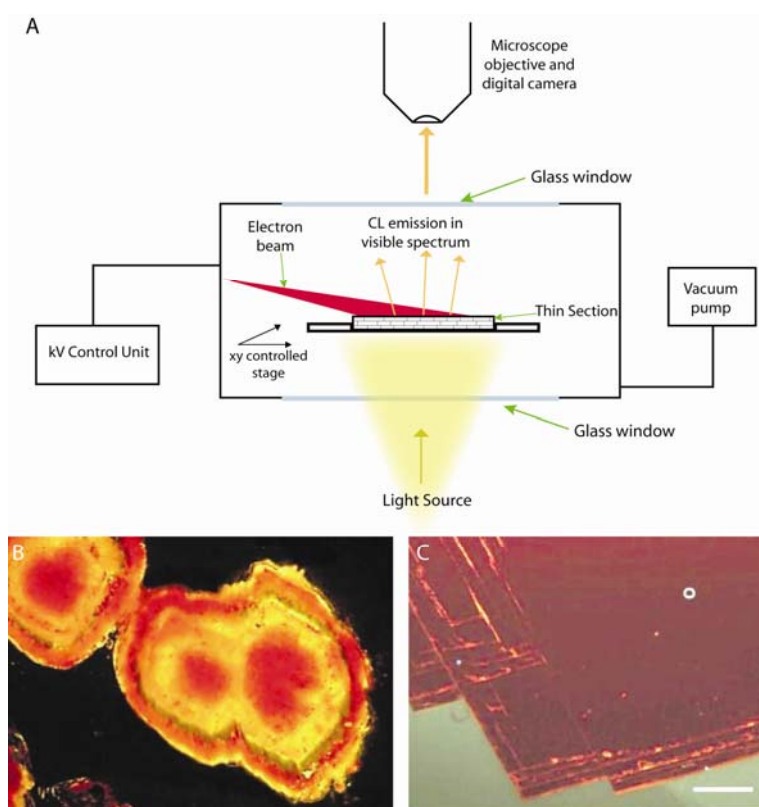 A
Microscope
objective and
digital camera
Glass window
Electron
beam
CL emission in
visible spectrum
Thin Section
Vacuum
pump
kV Control Unit
xy controlled
stage
Glass window
Light Source
B
C